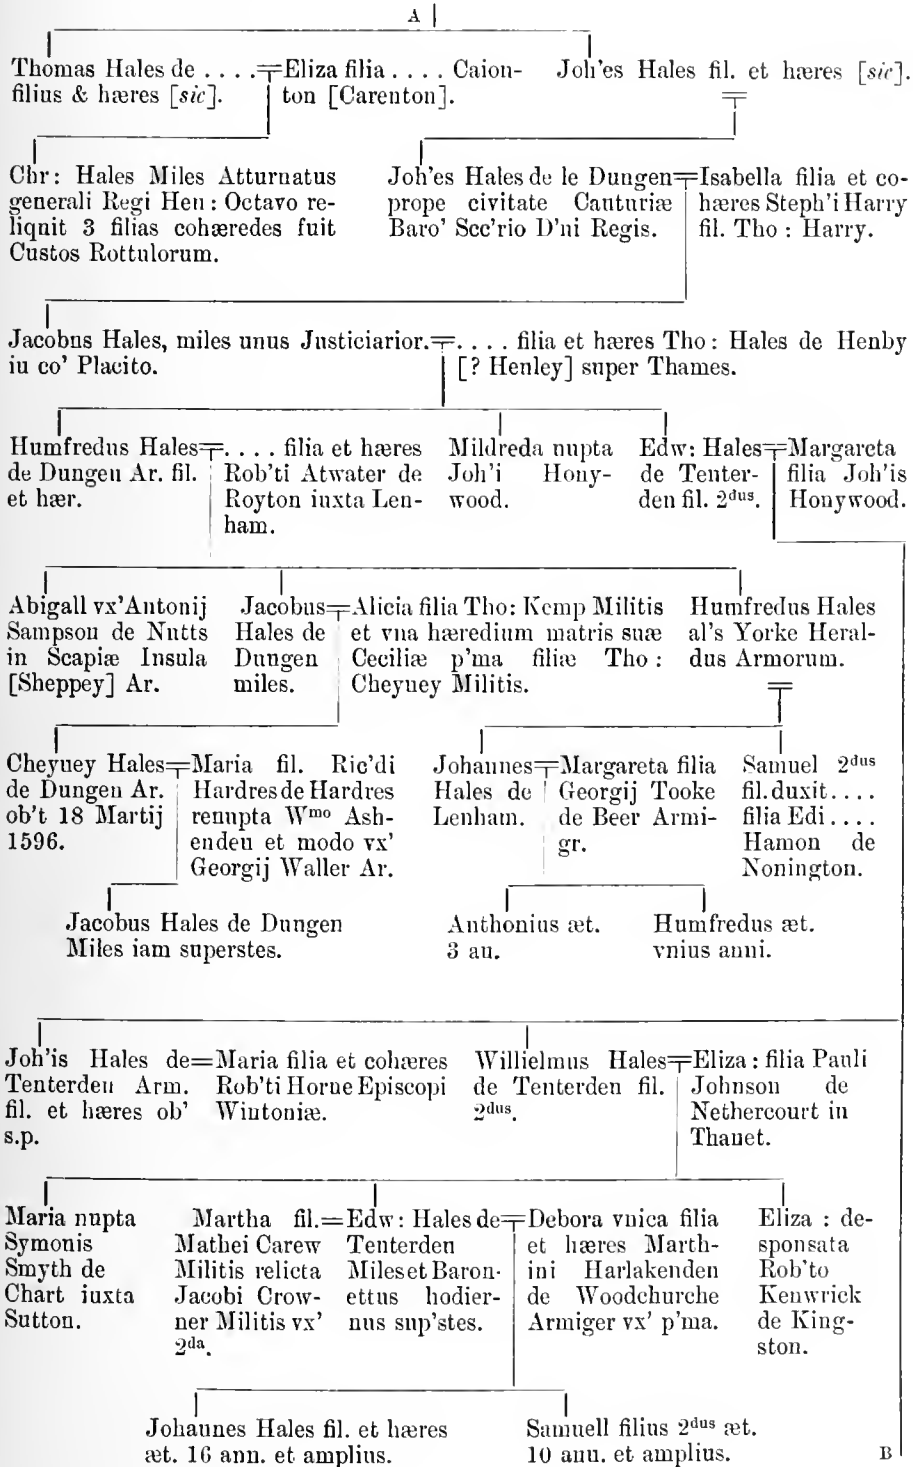 A
Thomas Hales de . . . .
filius & hæres [sic].
Eliza filia . . . . Caion-
ton [Carenton].
Joh'es Hales fil. et hæres [sic].
Chr: Hales Miles Atturnatus
generali Regi Hen : Octavo re-
liquit 3 filias cohæredes fuit
Custos Rottulorum.
Joh'es Hales de le Dungen
prope civitate Canturiæ
Baro' Scc'rio D'ni Regis.
Isabella filia et co-
hæres Steph'i Harry
fil. Tho : Harry.
Jacobus Hales, miles unus Justiciarior.
in co' Placito.
. . . . filia et hæres Tho : Hales de Henby
[? Henley] super Thames.
Humfredus Hales
de Dungen Ar. fil.
et hær.
. . . . filia et hæres
Rob'ti Atwater de
Royton iuxta Len-
ham.
Mildreda nupta
Joh'i Hony-
wood.
Edw: Hales
de Tenter-
den fil. 2dus.
Margareta
filia Joh'is
Honywood.
Abigall vx' Antonij
Sampson de Nutts
in Scapiæ Insula
[Sheppey] Ar.
Jacobus
Hales de
Dungen
miles.
Alicia filia Tho: Kemp Militis
et vna hæredium matris suæ
Ceciliæ p'ma filiæ Tho :
Cheyney Militis.
Humfredus Hales
al's Yorke Heral-
dus Armorum.
Cheyney Hales
de Dungen Ar.
ob't 18 Martij
1596.
Maria fil. Ric'di
Hardres de Hardres
renupta Wmo Ash-
enden et modo vx'
Georgij Waller Ar.
Johannes
Hales de
Lenham.
Margareta filia
Georgij Tooke
de Beer Armi-
gr.
Samuel 2dus
fil. duxit . . . .
filia Edi . . . .
Hamon de
Nonington.
Jacobus Hales de Dungen
Miles iam superstes.
Anthonius æt.
3 an.
Humfredus æt.
vnius anni.
Joh'is Hales de
Tenterden Arm.
fil. et hæres ob'
s.p.
Maria filia et cohæres
Rob'ti Horne Episcopi
Wintoniæ.
Willielmus Hales
de Tenterden fil.
2dus.
Eliza : filia Pauli
Johnson de
Nethercourt in
Thanet.
Maria nupta
Symonis
Smyth de
Chart iuxta
Sutton.
Martha fil.
Mathei Carew
Militis relicta
Jacobi Crow-
ner Militis vx'
2da.
Edw: Hales de
Tenterden
Miles et Baron-
ettus hodier-
nus sup'stes.
Debora vnica filia
et hæres Marth-
ini Harlakenden
de Woodchurche
Armiger vx' p'ma.
Eliza : de-
sponsata
Rob'to
Kenwrick
de King-
ston.
Johannes Hales fil. et hæres
æt. 16 ann. et amplius.
Samuell filius 2dus æt.
10 ann. et amplius.
B